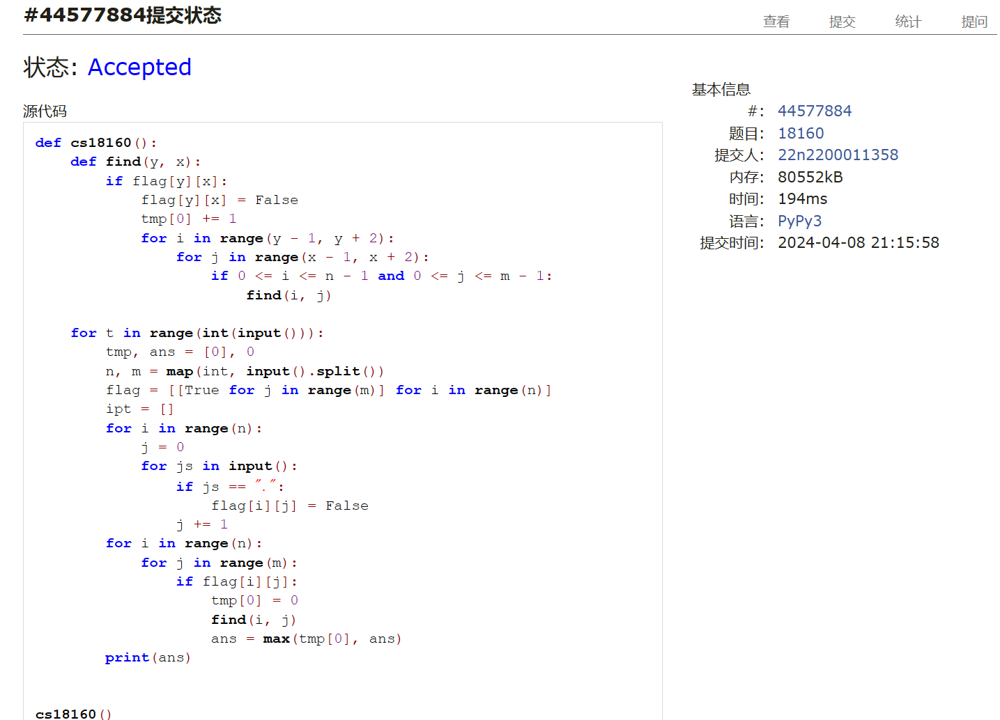 #44577884提交状态
查看 提交 统计 提问
状态: Accepted
源代码
def cs18160():
    def find(y, x):
        if flag[y][x]:
            flag[y][x] = False
            tmp[0] += 1
            for i in range(y - 1, y + 2):
                for j in range(x - 1, x + 2):
                    if 0 <= i <= n - 1 and 0 <= j <= m - 1:
                        find(i, j)

    for t in range(int(input())):
        tmp, ans = [0], 0
        n, m = map(int, input().split())
        flag = [[True for j in range(m)] for i in range(n)]
        ipt = []
        for i in range(n):
            j = 0
            for js in input():
                if js == ".":
                    flag[i][j] = False
                j += 1
        for i in range(n):
            for j in range(m):
                if flag[i][j]:
                    tmp[0] = 0
                    find(i, j)
                    ans = max(tmp[0], ans)
        print(ans)


cs18160()
基本信息
#: 44577884
题目: 18160
提交人: 22n2200011358
内存: 80552kB
时间: 194ms
语言: PyPy3
提交时间: 2024-04-08 21:15:58